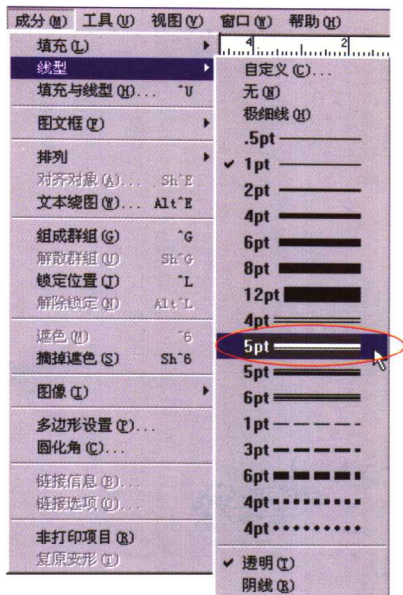 成分(M) 工具(U) 视图(V) 窗口(W) 帮助(H)
填充(L)
线型
填充与线型(H)... ^U
图文框(F)
排列
对齐对象(A)... Sh^E
文本绕图(W)... Alt^E
组成群组(G) ^G
解散群组(U) Sh^G
锁定位置(T) ^L
解除锁定(N) Alt^L
遮色(M) ^6
摘掉遮色(S) Sh^6
图像(I)
多边形设置(P)...
圆化角(C)...
链接信息(B)...
链接选项(O)...
非打印项目(R)
复原变形(T)
4 2
自定义(C)...
无(N)
极细线(H)
.5pt
✔ 1pt
2pt
4pt
6pt
8pt
12pt
4pt
5pt
5pt
6pt
1pt
3pt
6pt
4pt
4pt
✔ 透明(T)
阴线(R)